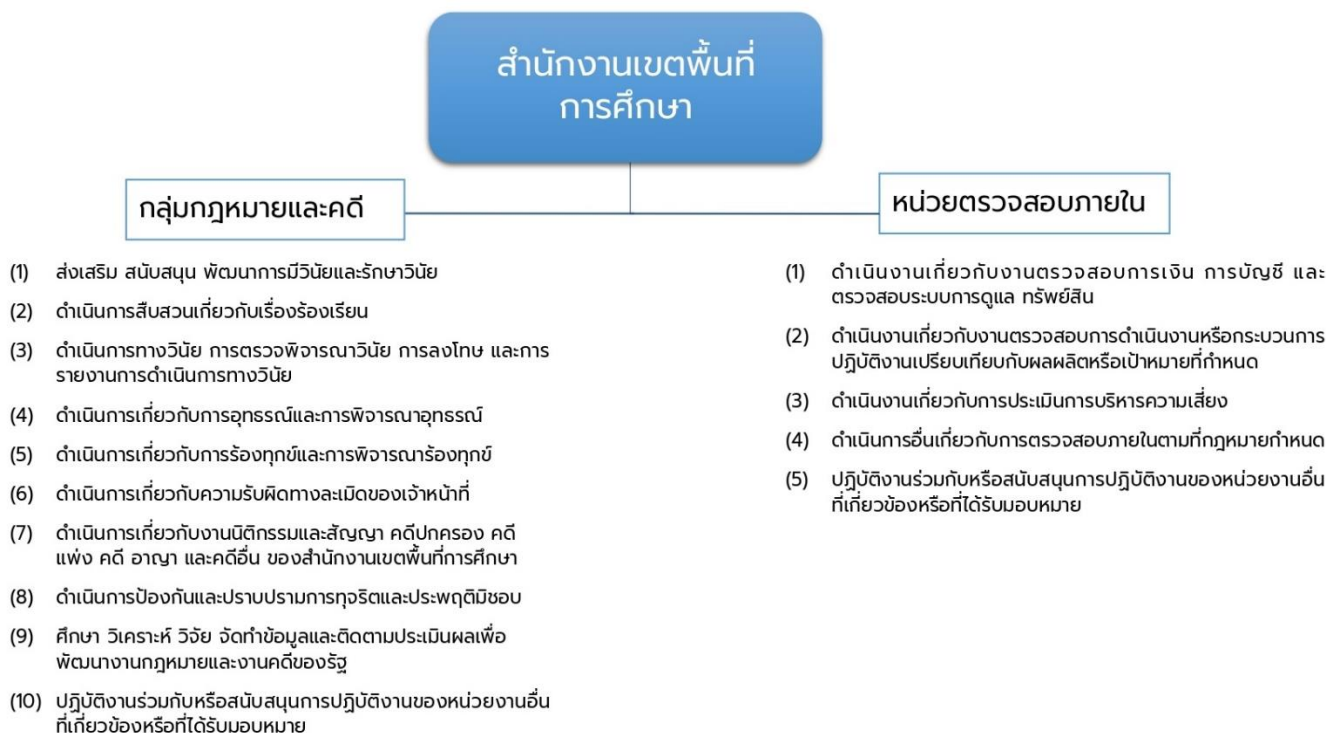 สำนักงานเขตพื้นที่
การศึกษา
กลุ่มกฎหมายและคดี
(1) ส่งเสริม สนับสนุน พัฒนาการมีวินัยและรักษาวินัย
(2) ดำเนินการสืบสวนเกี่ยวกับเรื่องร้องเรียน
(3) ดำเนินการทางวินัย การตรวจพิจารณาวินัย การลงโทษ และการ
รายงานการดำเนินการทางวินัย
(4) ดำเนินการเกี่ยวกับการอุทธรณ์และการพิจารณาอุทธรณ์
(5) ดำเนินการเกี่ยวกับการร้องทุกข์และการพิจารณาร้องทุกข์
(6) ดำเนินการเกี่ยวกับความรับผิดทางละเมิดของเจ้าหน้าที่
(7) ดำเนินการเกี่ยวกับงานนิติกรรมและสัญญา คดีปกครอง คดี
แพ่ง คดี อาญา และคดีอื่น ของสำนักงานเขตพื้นที่การศึกษา
(8) ดำเนินการป้องกันและปราบปรามการทุจริตและประพฤติมิชอบ
(9) ศึกษา วิเคราะห์ วิจัย จัดทำข้อมูลและติดตามประเมินผลเพื่อ
พัฒนางานกฎหมายและงานคดีของรัฐ
(10) ปฏิบัติงานร่วมกับหรือสนับสนุนการปฏิบัติงานของหน่วยงานอื่น
ที่เกี่ยวข้องหรือที่ได้รับมอบหมาย
หน่วยตรวจสอบภายใน
(1) ดำเนินงานเกี่ยวกับงานตรวจสอบการเงิน การบัญชี และ
ตรวจสอบระบบการดูแล ทรัพย์สิน
(2) ดำเนินงานเกี่ยวกับงานตรวจสอบการดำเนินงานหรือกระบวนการ
ปฏิบัติงานเปรียบเทียบกับผลผลิตหรือเป้าหมายที่กำหนด
(3) ดำเนินงานเกี่ยวกับการประเมินการบริหารความเสี่ยง
(4) ดำเนินการอื่นเกี่ยวกับการตรวจสอบภายในตามที่กฎหมายกำหนด
(5) ปฏิบัติงานร่วมกับหรือสนับสนุนการปฏิบัติงานของหน่วยงานอื่น
ที่เกี่ยวข้องหรือที่ได้รับมอบหมาย